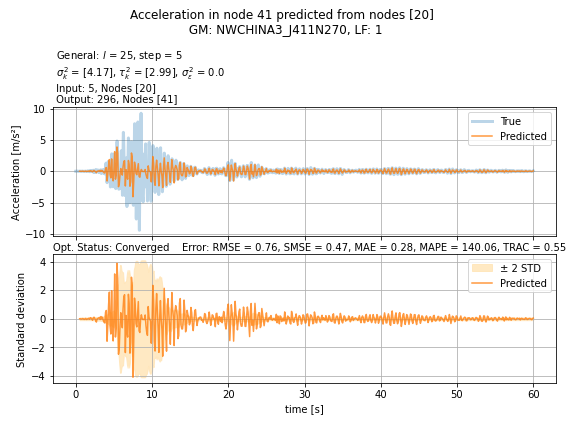 Acceleration in node 41 predicted from nodes [20]
GM: NWCHINA3_J411N270, LF: 1
General: l = 25, step = 5
σ²ₖ = [4.17], τ²ₖ = [2.99], σ²ε = 0.0
Input: 5, Nodes [20]
Output: 296, Nodes [41]
10
5
0
−5
−10
Acceleration [m/s²]
True
Predicted
Opt. Status: Converged Error: RMSE = 0.76, SMSE = 0.47, MAE = 0.28, MAPE = 140.06, TRAC = 0.55
4
2
0
−2
−4
Standard deviation
± 2 STD
Predicted
0 10 20 30 40 50 60
time [s]